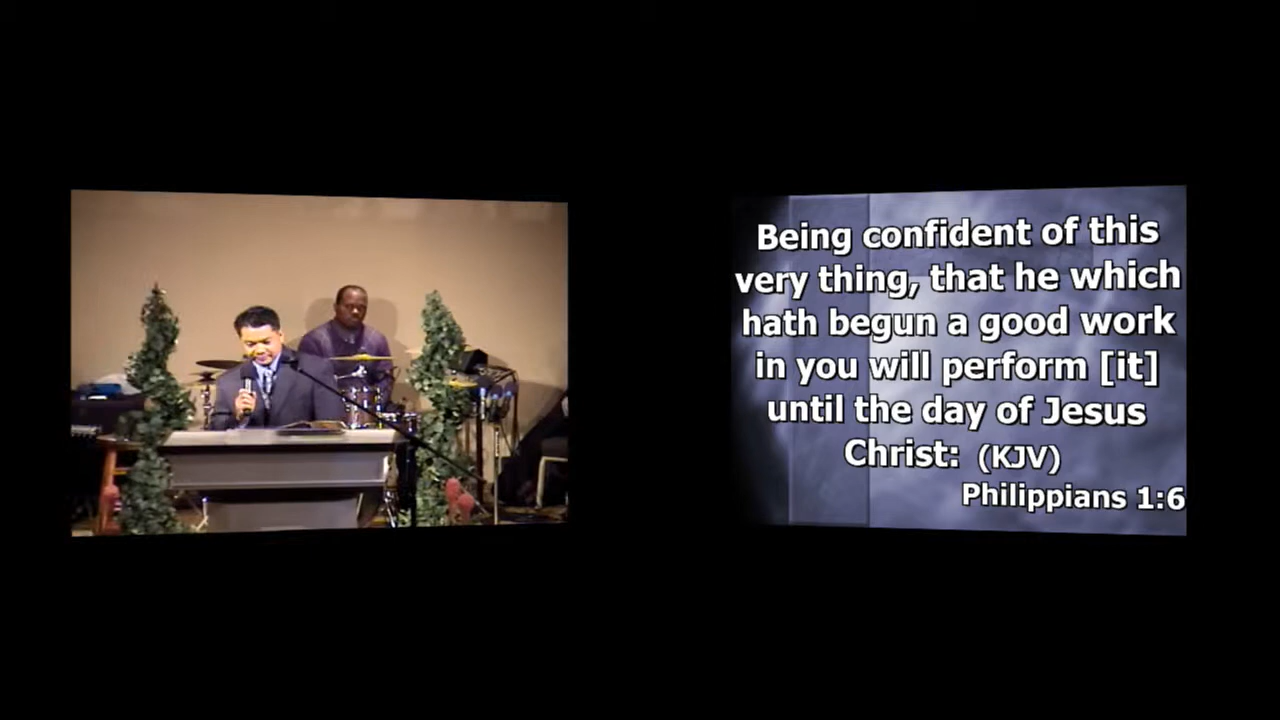 Being confident of this
very thing, that he which
hath begun a good work
in you will perform [it]
until the day of Jesus
Christ: (KJV)
Philippians 1:6